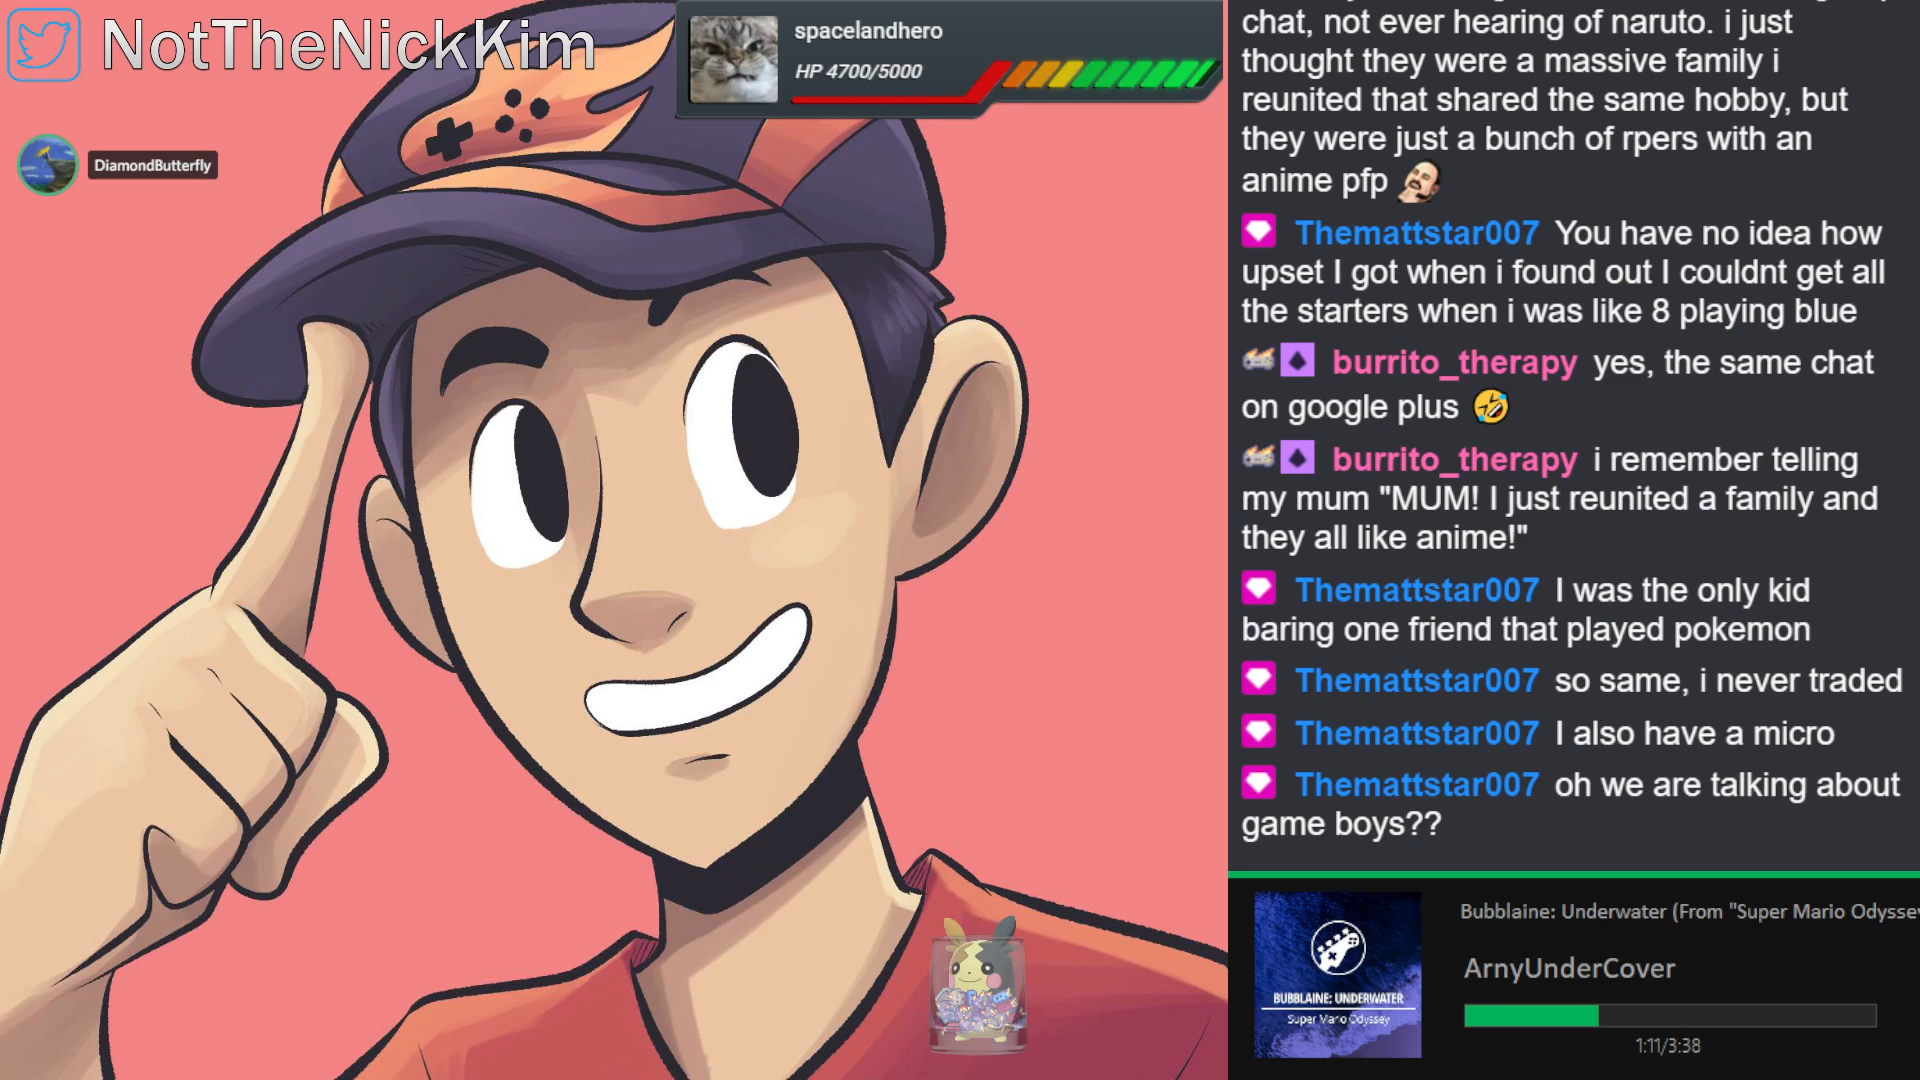 NotTheNickKim
spacelandhero
HP 4700/5000
DiamondButterfly
chat, not ever hearing of naruto. i just
thought they were a massive family i
reunited that shared the same hobby, but
they were just a bunch of rpers with an
anime pfp
Themattstar007 You have no idea how
upset I got when i found out I couldnt get all
the starters when i was like 8 playing blue
burrito_therapy yes, the same chat
on google plus 🤣
burrito_therapy i remember telling
my mum "MUM! I just reunited a family and
they all like anime!"
Themattstar007 I was the only kid
baring one friend that played pokemon
Themattstar007 so same, i never traded
Themattstar007 I also have a micro
Themattstar007 oh we are talking about
game boys??
BUBBLAINE: UNDERWATER
Super Mario Odyssey
Bubblaine: Underwater (From "Super Mario Odyssey
ArnyUnderCover
1:11/3:38